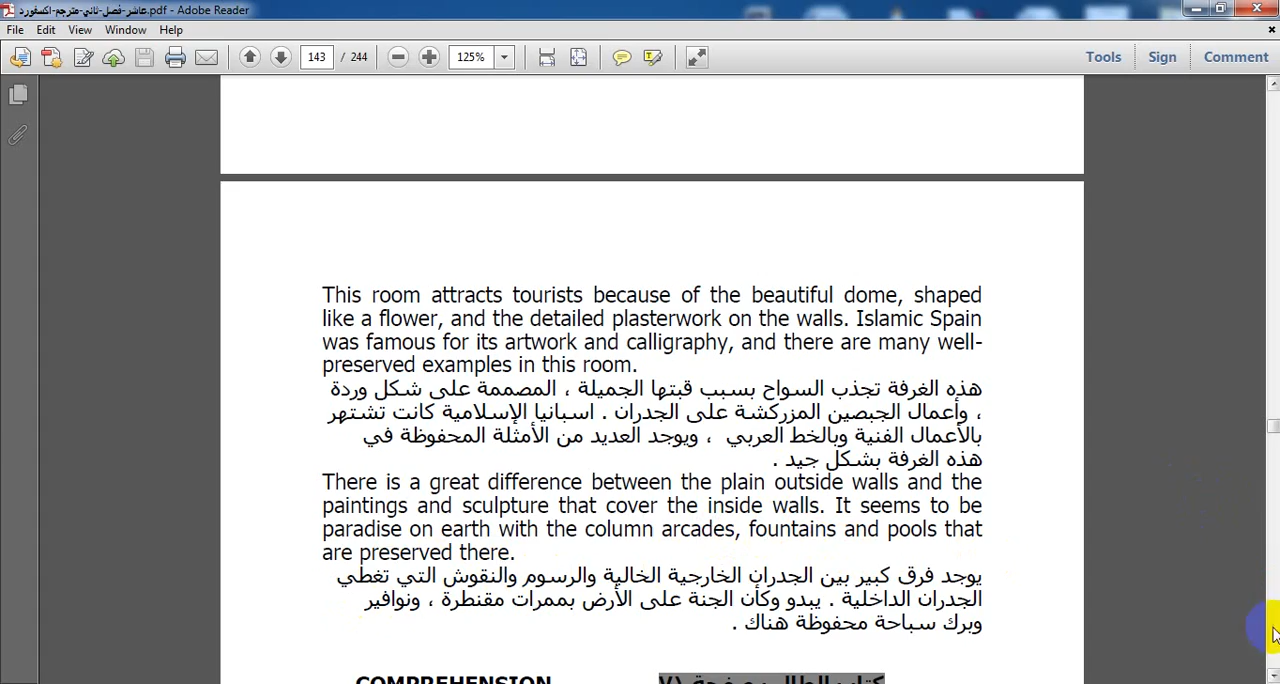 عاشر-فصل-ثاني-مترجم-اكسفورد.pdf - Adobe Reader
File Edit View Window Help
143 / 244 125% Tools Sign Comment
This room attracts tourists because of the beautiful dome, shaped
like a flower, and the detailed plasterwork on the walls. Islamic Spain
was famous for its artwork and calligraphy, and there are many well-
preserved examples in this room.
هذه الغرفة تجذب السواح بسبب قبتها الجميلة ، المصممة على شكل وردة
، وأعمال الجبصين المزركشة على الجدران . اسبانيا الإسلامية كانت تشتهر
بالأعمال الفنية وبالخط العربي ، ويوجد العديد من الأمثلة المحفوظة في
هذه الغرفة بشكل جيد .
There is a great difference between the plain outside walls and the
paintings and sculpture that cover the inside walls. It seems to be
paradise on earth with the column arcades, fountains and pools that
are preserved there.
يوجد فرق كبير بين الجدران الخارجية الخالية والرسوم والنقوش التي تغطي
الجدران الداخلية . يبدو وكأن الجنة على الأرض بممرات مقنطرة ، ونوافير
وبرك سباحة محفوظة هناك .
COMPREHENSION كتاب الطالب صفحة (٧